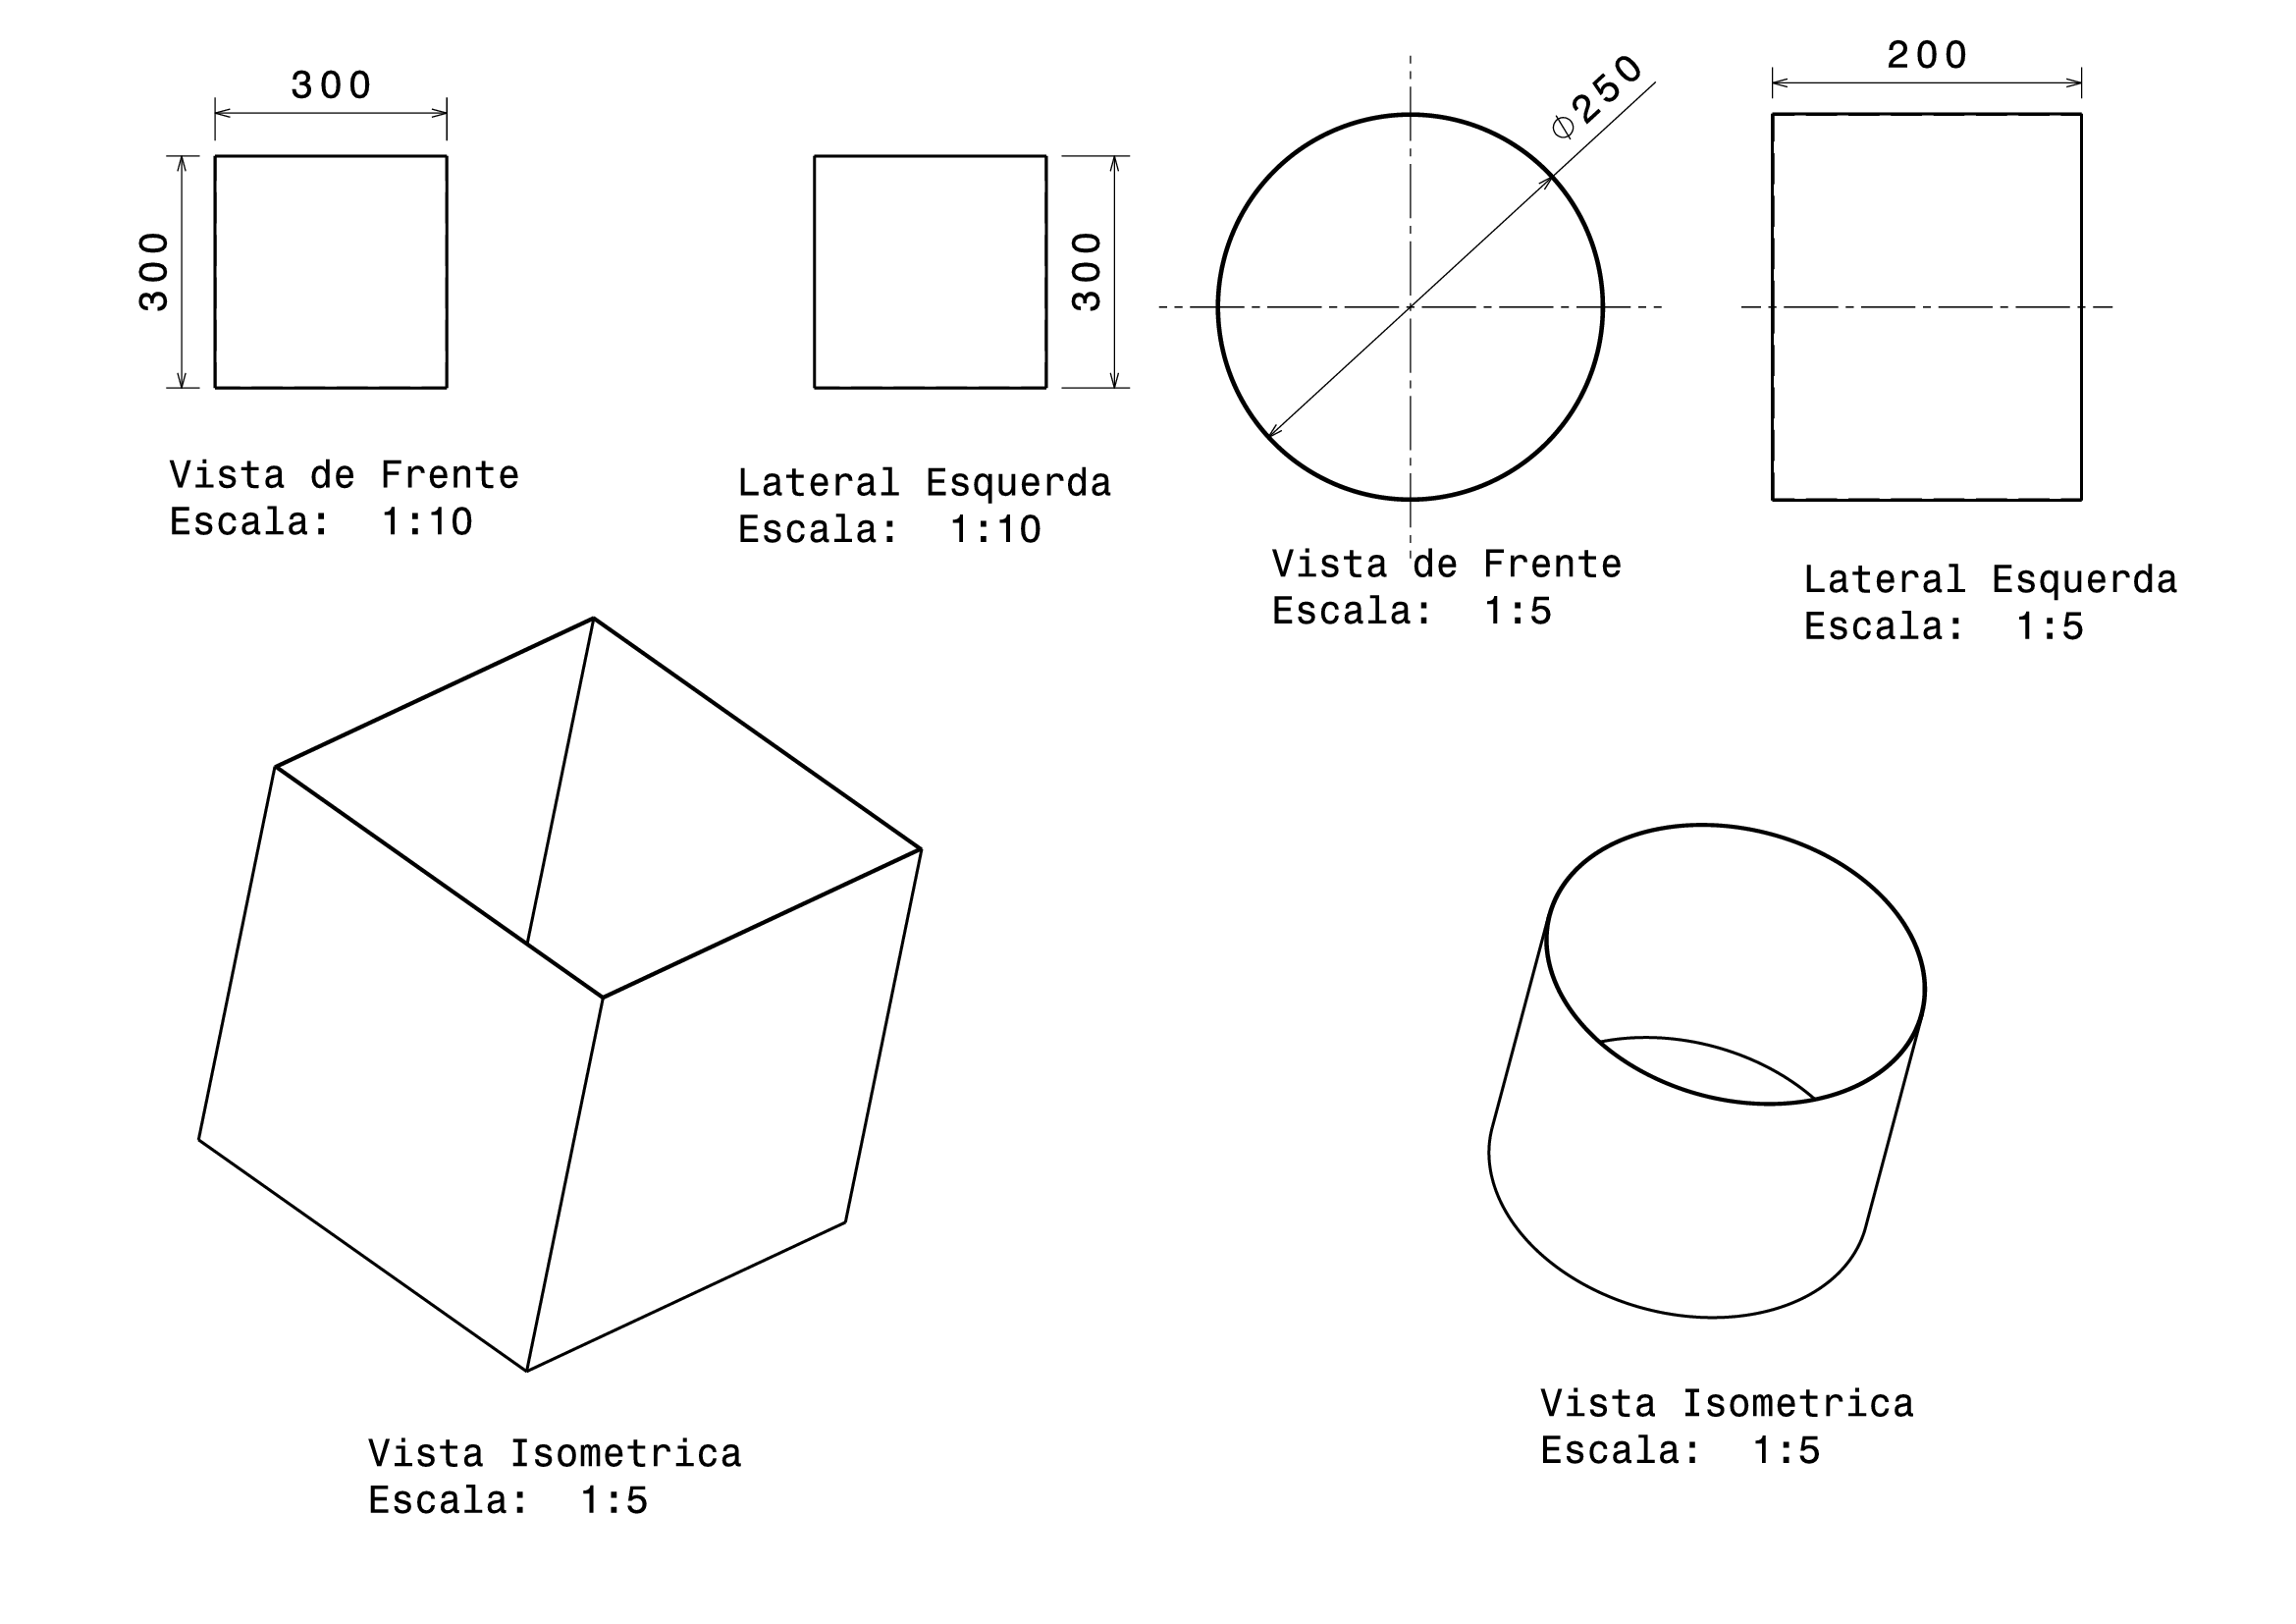 300
300
300
Vista de Frente
Escala: 1:10
Lateral Esquerda
Escala: 1:10
⌀250
200
Vista de Frente
Escala: 1:5
Lateral Esquerda
Escala: 1:5
Vista Isometrica
Escala: 1:5
Vista Isometrica
Escala: 1:5